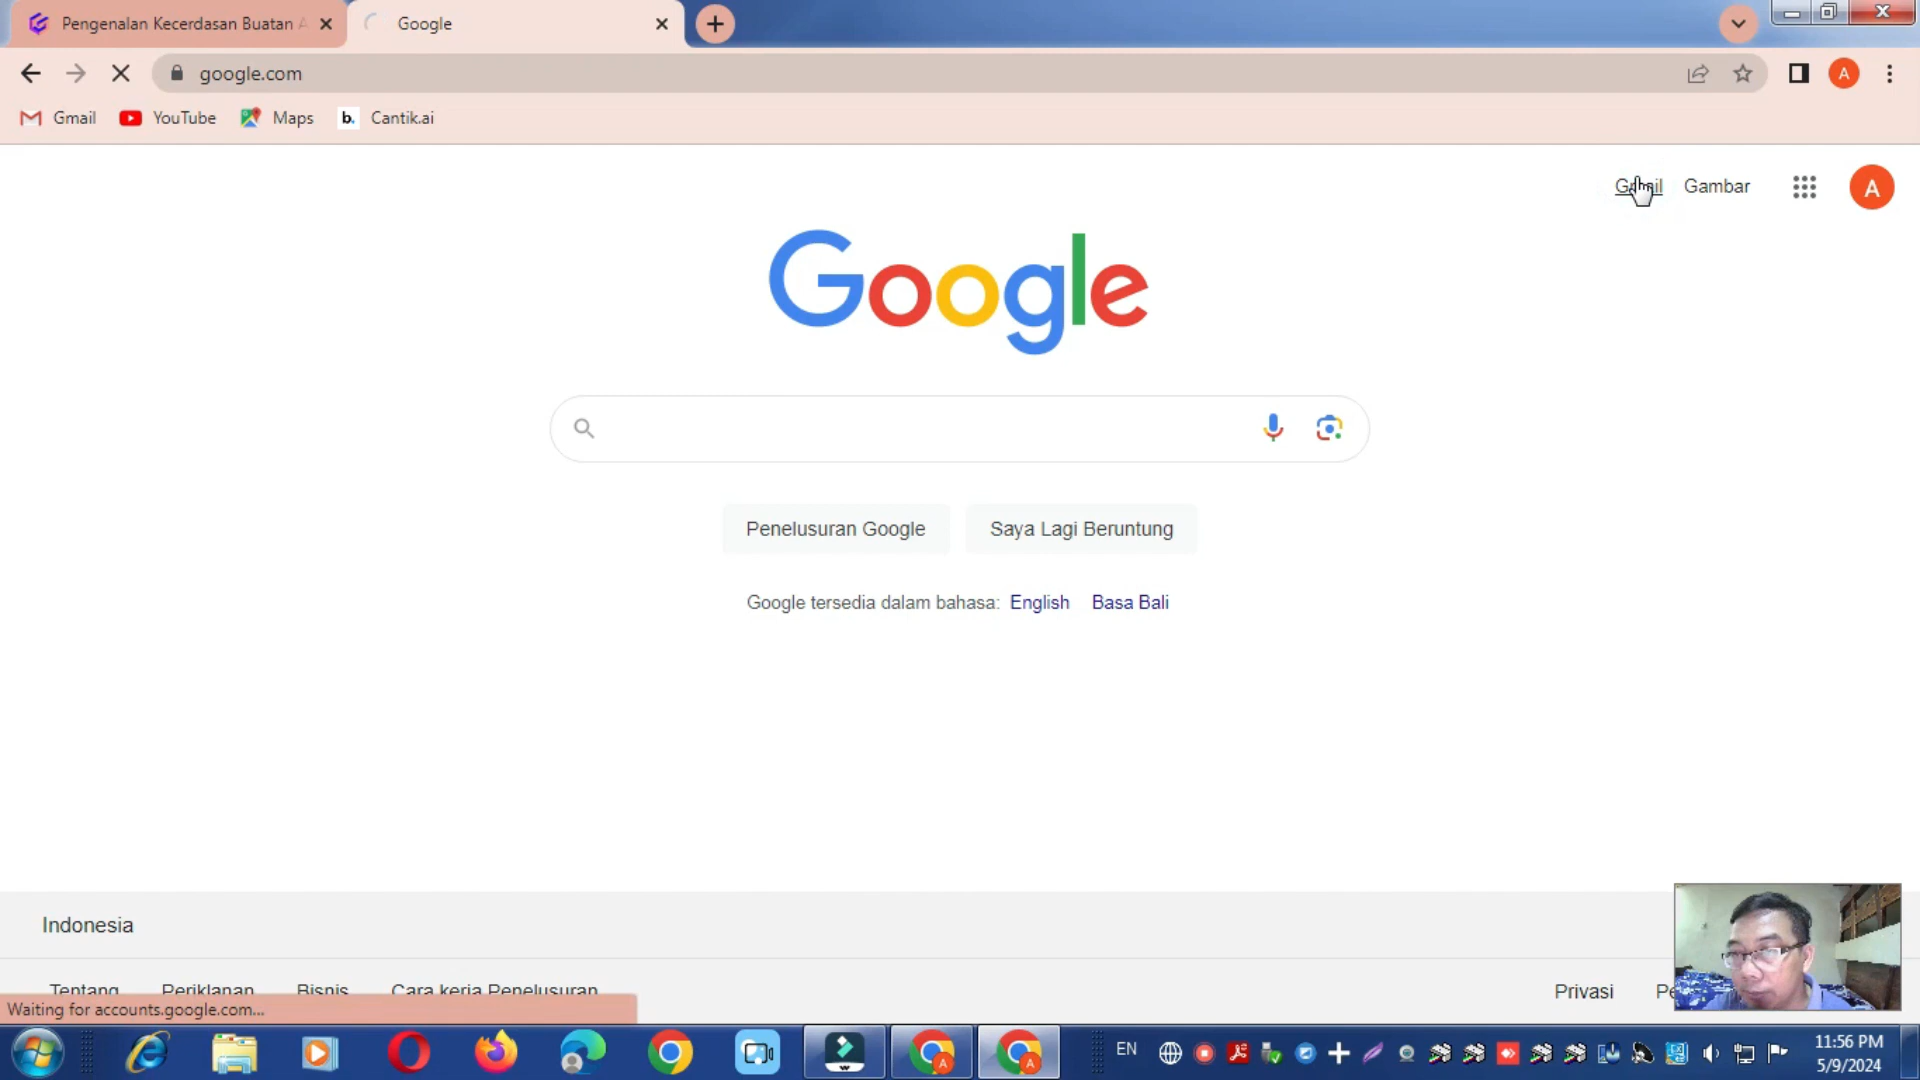 Pengenalan Kecerdasan Buatan
Google
google.com
A
Gmail
YouTube
Maps
b.
Cantik.ai
Gmail
Gambar
A
Google
Penelusuran Google
Saya Lagi Beruntung
Google tersedia dalam bahasa: English Basa Bali
Indonesia
Tentang
Periklanan
Bisnis
Cara kerja Penelusuran
Privasi
Waiting for accounts.google.com...
EN
11:56 PM
5/9/2024